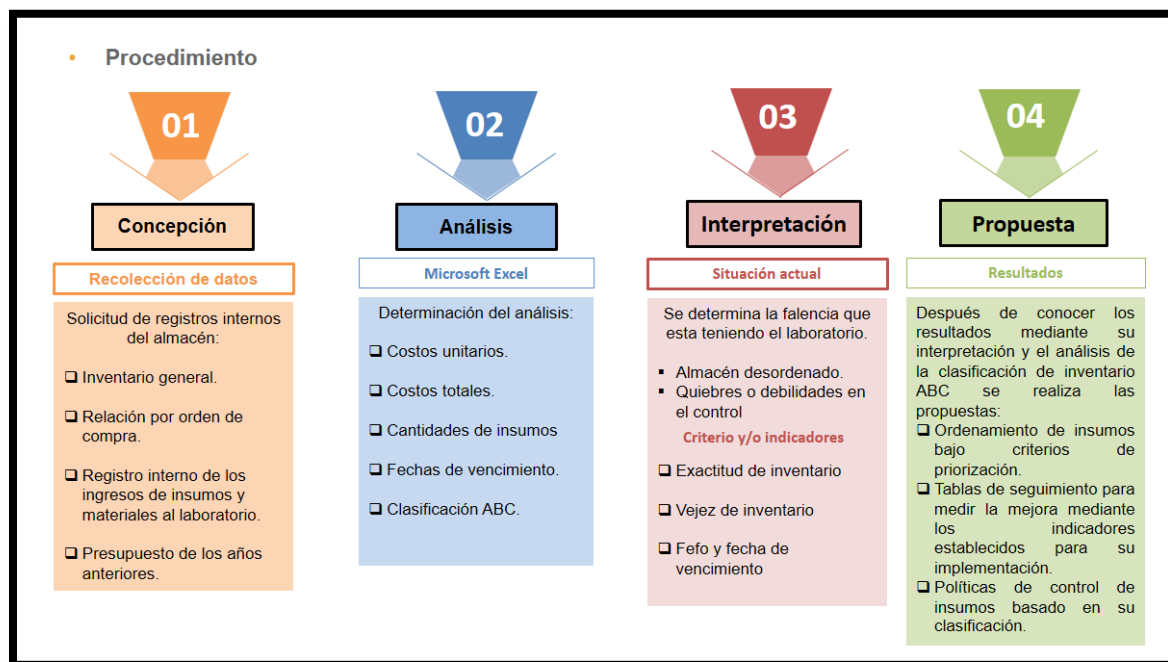 • Procedimiento
01
Concepción
Recolección de datos
Solicitud de registros internos
del almacén:
❑ Inventario general.
❑ Relación por orden de
compra.
❑ Registro interno de los
ingresos de insumos y
materiales al laboratorio.
❑ Presupuesto de los años
anteriores.
02
Análisis
Microsoft Excel
Determinación del análisis:
❑ Costos unitarios.
❑ Costos totales.
❑ Cantidades de insumos
❑ Fechas de vencimiento.
❑ Clasificación ABC.
03
Interpretación
Situación actual
Se determina la falencia que
esta teniendo el laboratorio.
▪ Almacén desordenado.
▪ Quiebres o debilidades en
el control
Criterio y/o indicadores
❑ Exactitud de inventario
❑ Vejez de inventario
❑ Fefo y fecha de
vencimiento
04
Propuesta
Resultados
Después de conocer los
resultados mediante su
interpretación y el análisis de
la clasificación de inventario
ABC se realiza las
propuestas:
❑ Ordenamiento de insumos
bajo criterios de
priorización.
❑ Tablas de seguimiento para
medir la mejora mediante
los indicadores
establecidos para su
implementación.
❑ Políticas de control de
insumos basado en su
clasificación.